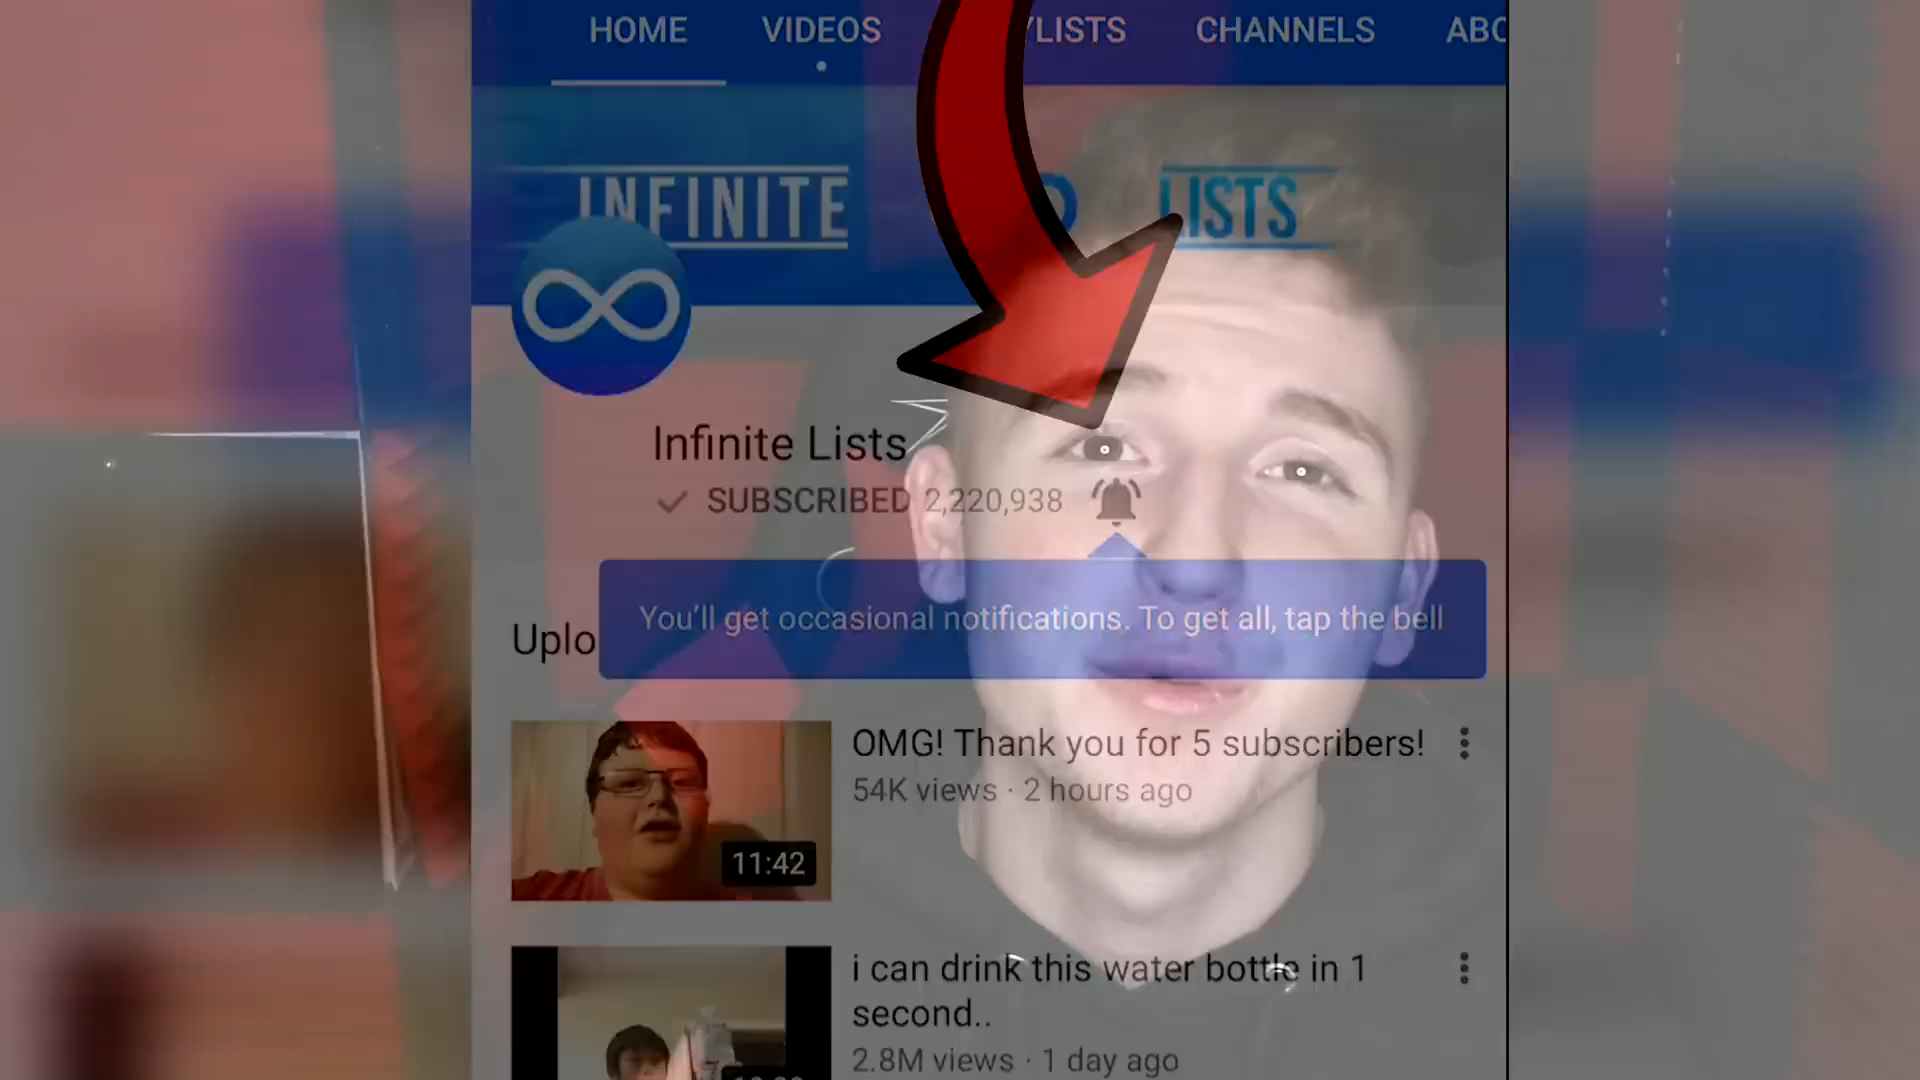 HOME VIDEOS YLISTS CHANNELS ABC
INFINITE LISTS
Infinite Lists
SUBSCRIBED 2,220,938
You'll get occasional notifications. To get all, tap the bell
Uplo
OMG! Thank you for 5 subscribers!
54K views · 2 hours ago
11:42
i can drink this water bottle in 1
second..
2.8M views · 1 day ago